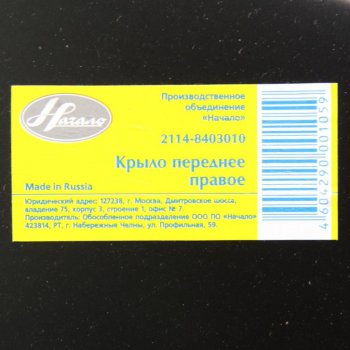 Начало
Производственное
объединение
«Начало»
2114-8403010
Крыло переднее
правое
Made in Russia
Юридический адрес: 127238, г. Москва, Дмитровское шосса,
владение 75, корпус 3, строение 1, офис № 7.
Производитель: Обособленное подразделение ООО ПО «Начало»
423814, РТ, г. Набережные Челны, ул. Профильная, 59.
4604290001059